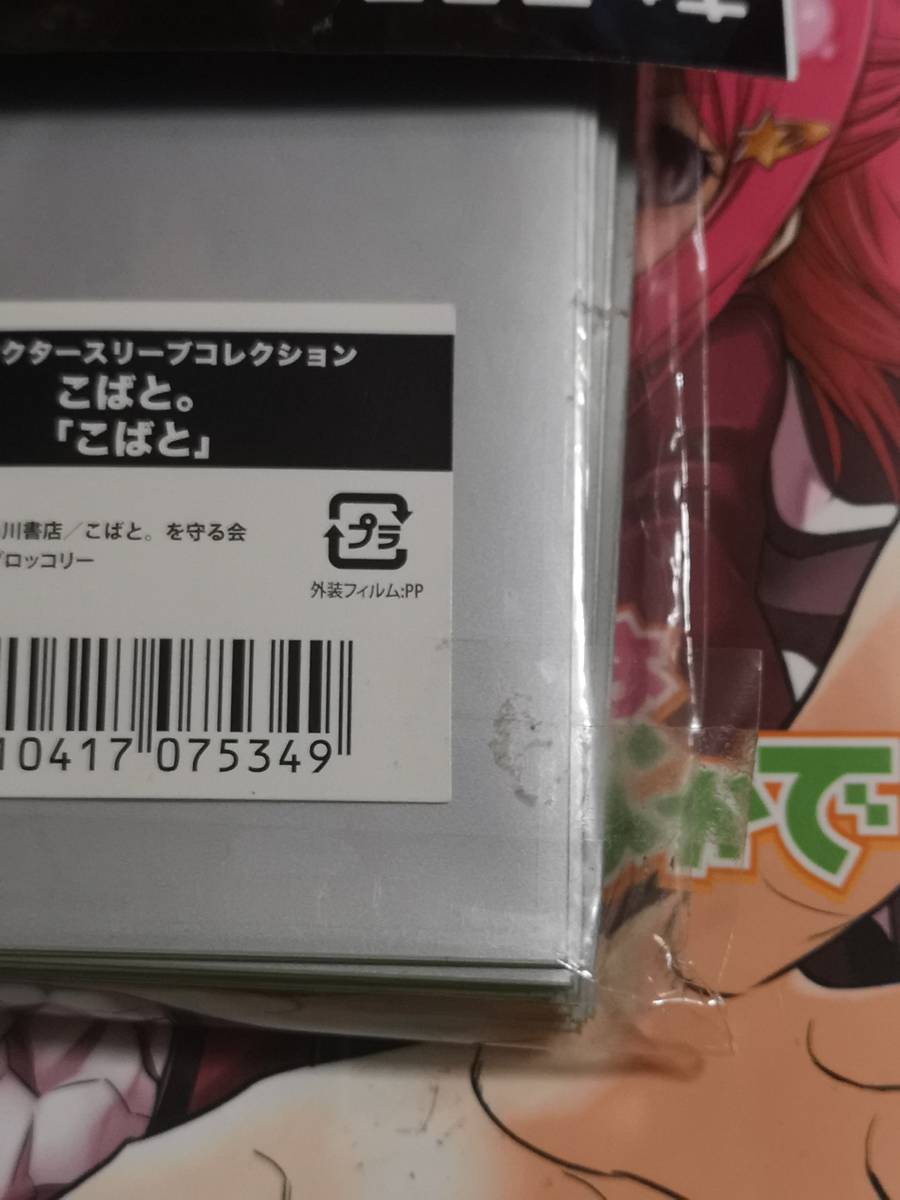 クタースリーブコレクション
こばと。
「こばと」
川書店／こばと。を守る会
ブロッコリー
プラ
外装フィルム:PP
10417 075349
で